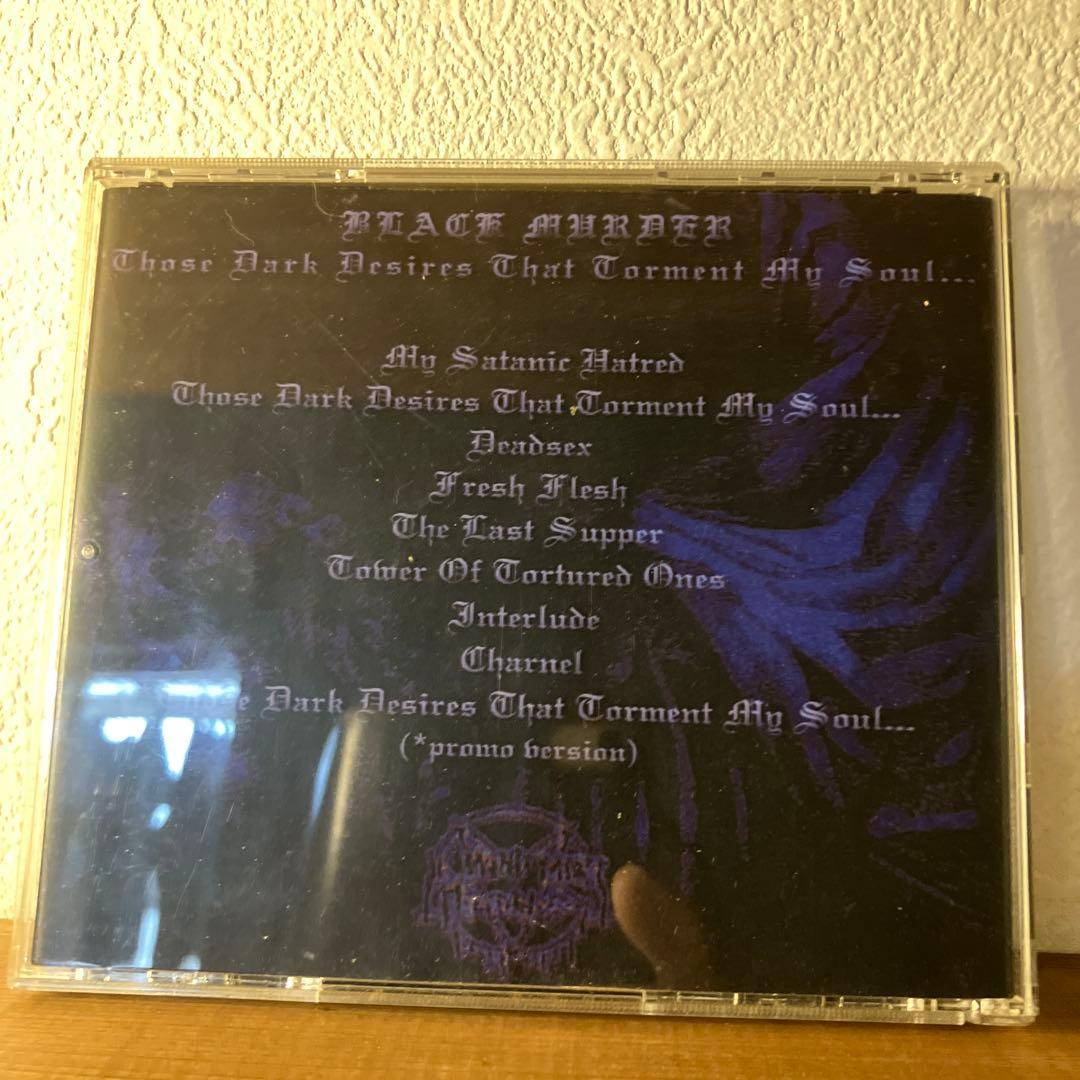 BLACK MURDER
Those Dark Desires That Torment My Soul...
My Satanic Hatred
Those Dark Desires That Torment My Soul...
Deadsex
Fresh Flesh
The Last Supper
Tower Of Tortured Ones
Interlude
Charnel
Those Dark Desires That Torment My Soul...
(*promo version)